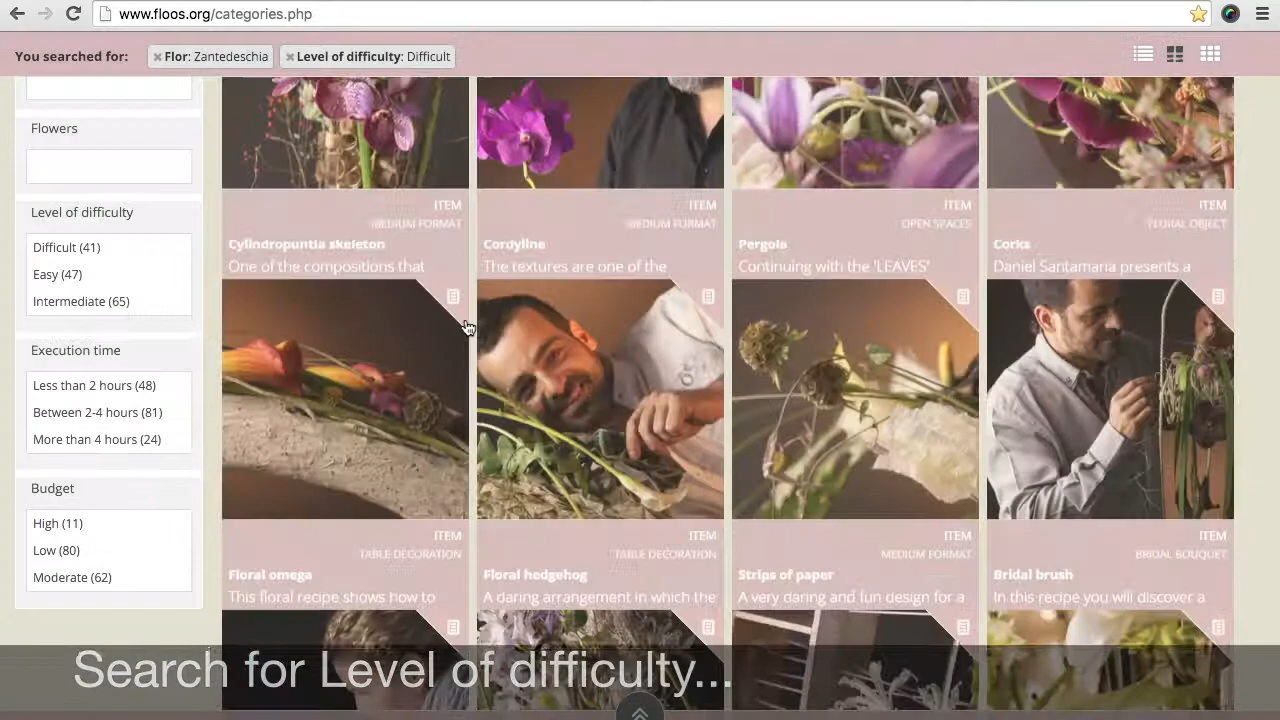 www.floos.org/categories.php
You searched for: ×Flor: Zantedeschia ×Level of difficulty: Difficult
Flowers
Level of difficulty
Difficult (41)
Easy (47)
Intermediate (65)
Execution time
Less than 2 hours (48)
Between 2-4 hours (81)
More than 4 hours (24)
Budget
High (11)
Low (80)
Moderate (62)
ITEM
MEDIUM FORMAT
Cylindropuntia skeleton
One of the compositions that
ITEM
MEDIUM FORMAT
Cordyline
The textures are one of the
ITEM
OPEN SPACES
Pergola
Continuing with the 'LEAVES'
ITEM
FLORAL OBJECT
Corks
Daniel Santamaria presents a
ITEM
TABLE DECORATION
Floral omega
This floral recipe shows how to
ITEM
TABLE DECORATION
Floral hedgehog
A daring arrangement in which the
ITEM
MEDIUM FORMAT
Strips of paper
A very daring and fun design for a
ITEM
BRIDAL BOUQUET
Bridal brush
In this recipe you will discover a
Search for Level of difficulty...